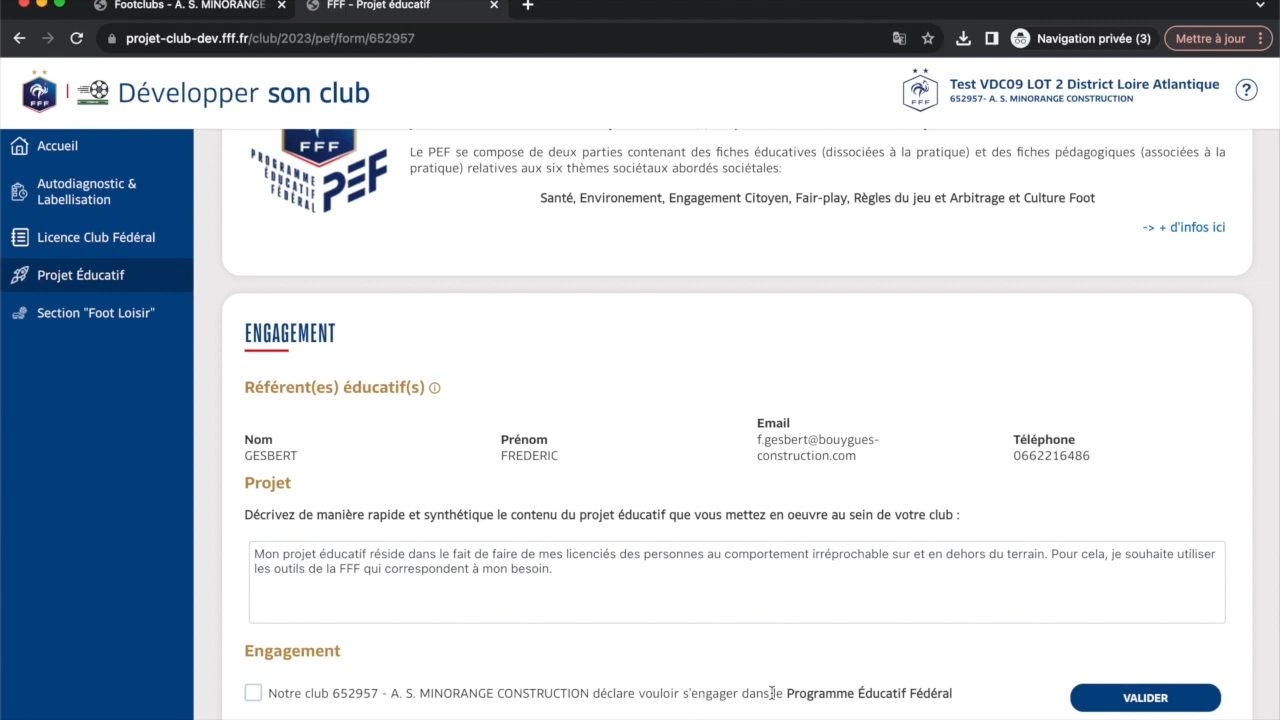 Footclubs - A. S. MINORANGE
FFF - Projet éducatif
projet-club-dev.fff.fr/club/2023/pef/form/652957
Navigation privée (3)
Mettre à jour
FFF
Développer son club
FFF
Test VDC09 LOT 2 District Loire Atlantique
652957- A. S. MINORANGE CONSTRUCTION
?
Accueil
Autodiagnostic &
Labellisation
Licence Club Fédéral
Projet Éducatif
Section "Foot Loisir"
FFF
PROGRAMME
ÉDUCATIF
FÉDÉRAL
PEF
Le PEF se compose de deux parties contenant des fiches éducatives (dissociées à la pratique) et des fiches pédagogiques (associées à la
pratique) relatives aux six thèmes sociétaux abordés sociétales:
Santé, Environement, Engagement Citoyen, Fair-play, Règles du jeu et Arbitrage et Culture Foot
-> + d'infos ici
ENGAGEMENT
Référent(es) éducatif(s)
Nom
GESBERT
Prénom
FREDERIC
Email
f.gesbert@bouygues-
construction.com
Téléphone
0662216486
Projet
Décrivez de manière rapide et synthétique le contenu du projet éducatif que vous mettez en oeuvre au sein de votre club :
Mon projet éducatif réside dans le fait de faire de mes licenciés des personnes au comportement irréprochable sur et en dehors du terrain. Pour cela, je souhaite utiliser
les outils de la FFF qui correspondent à mon besoin.
Engagement
Notre club 652957 - A. S. MINORANGE CONSTRUCTION déclare vouloir s'engager dans le Programme Éducatif Fédéral
VALIDER